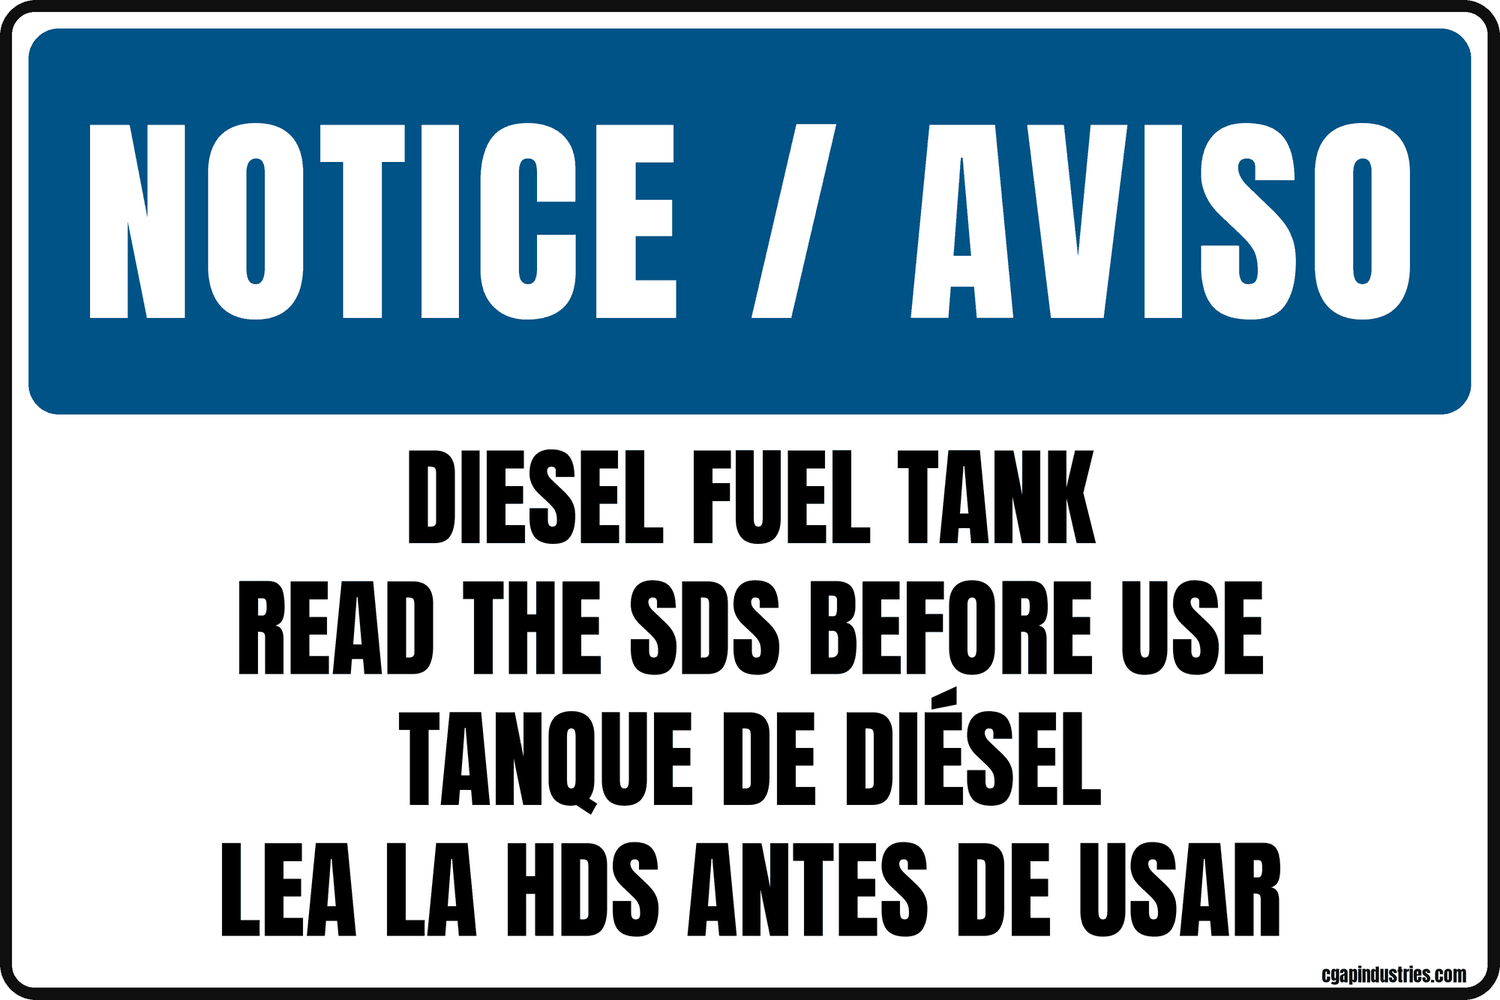 NOTICE / AVISO
DIESEL FUEL TANK
READ THE SDS BEFORE USE
TANQUE DE DIÉSEL
LEA LA HDS ANTES DE USAR
cgapindustries.com